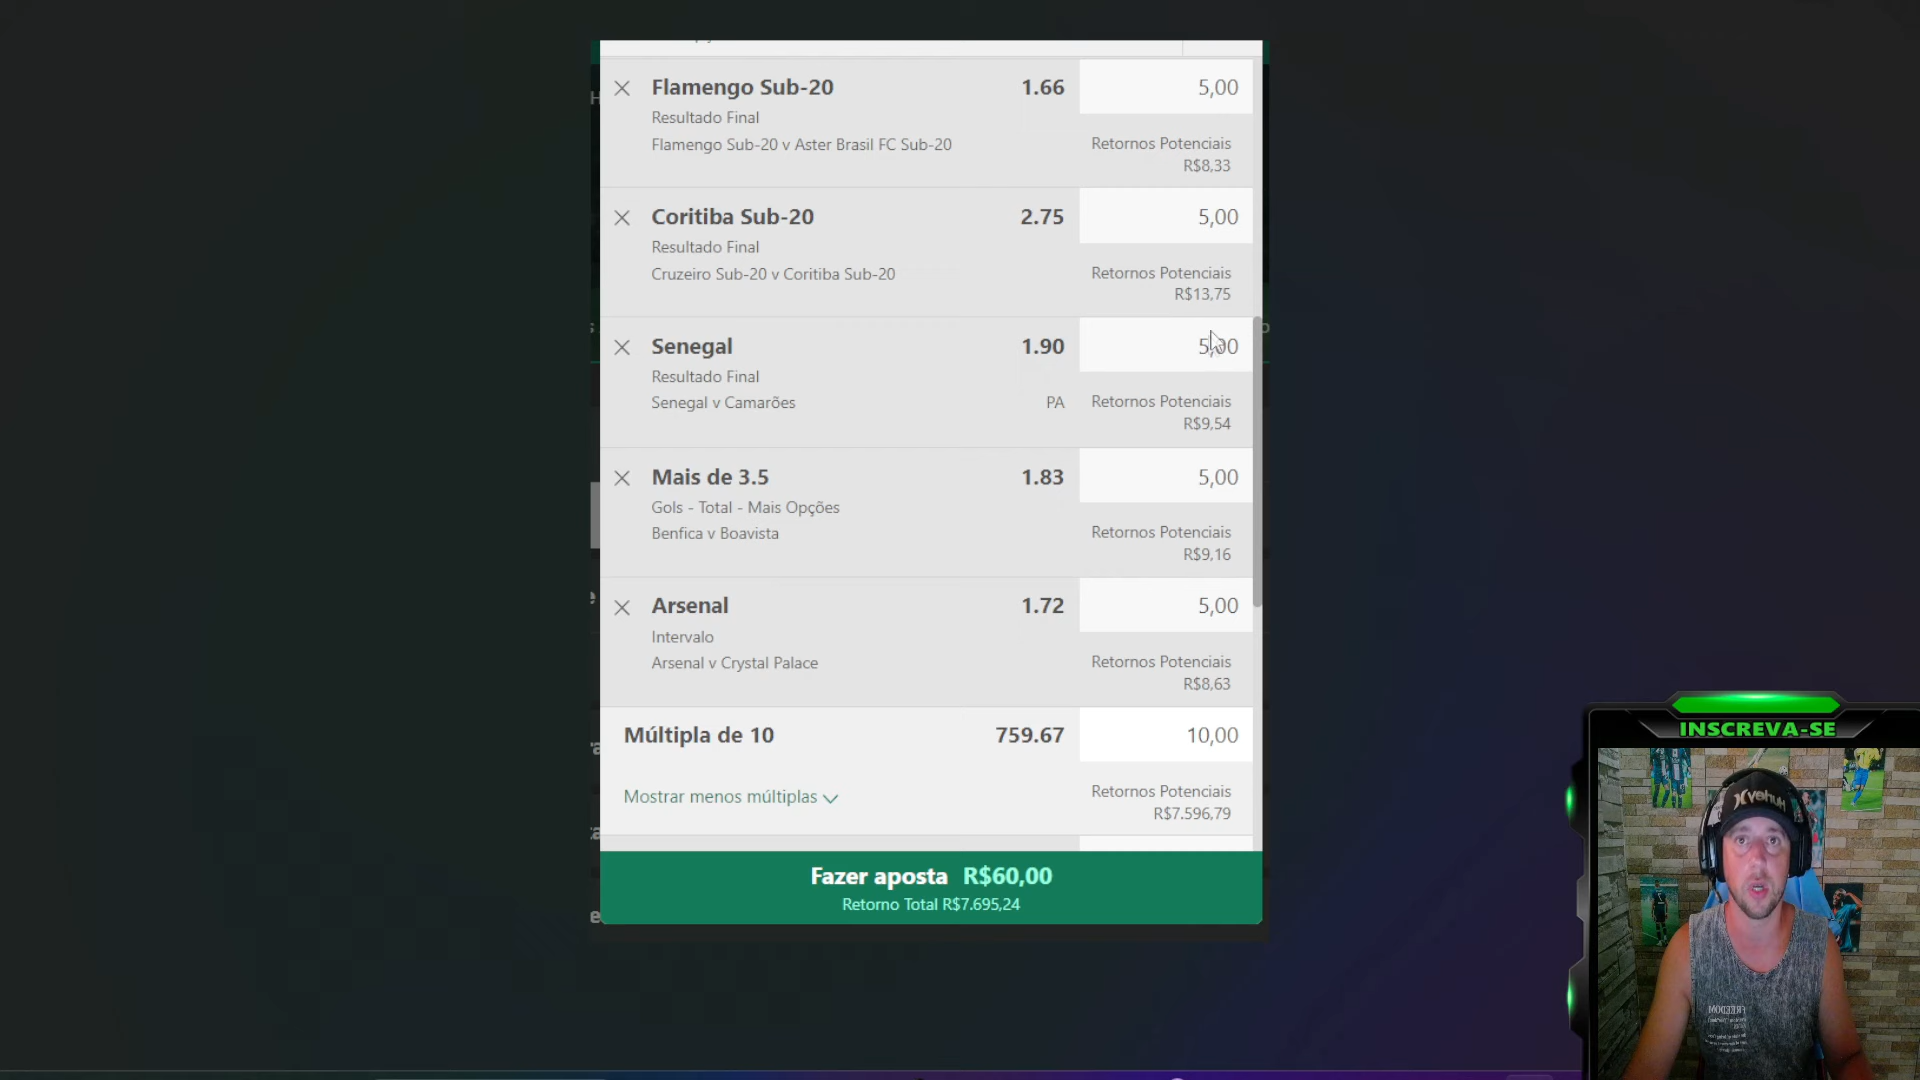 Flamengo Sub-20 1.66 5,00
Resultado Final
Flamengo Sub-20 v Aster Brasil FC Sub-20
Retornos Potenciais
R$8,33
Coritiba Sub-20 2.75 5,00
Resultado Final
Cruzeiro Sub-20 v Coritiba Sub-20
Retornos Potenciais
R$13,75
Senegal 1.90 5,00
Resultado Final
Senegal v Camarões PA
Retornos Potenciais
R$9,54
Mais de 3.5 1.83 5,00
Gols - Total - Mais Opções
Benfica v Boavista
Retornos Potenciais
R$9,16
Arsenal 1.72 5,00
Intervalo
Arsenal v Crystal Palace
Retornos Potenciais
R$8,63
Múltipla de 10 759.67 10,00
Mostrar menos múltiplas
Retornos Potenciais
R$7.596,79
Fazer aposta R$60,00
Retorno Total R$7.695,24
INSCREVA-SE
Hurley
FREEDOM